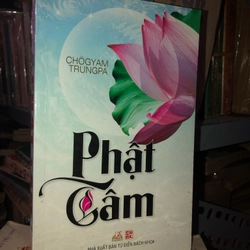 CHÖGYAM
TRUNGPA
Phật
Tâm
NHÀ XUẤT BẢN TỪ ĐIỂN BÁCH KHOA